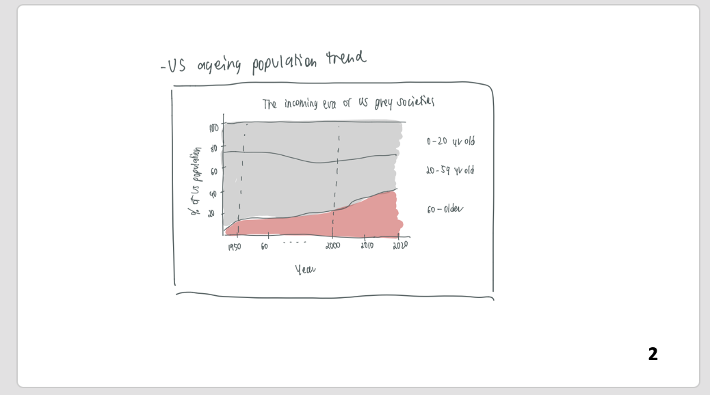 -US ageing population trend
The incoming era of US grey societies
100
80
60
40
20
% of US population
0-20 yr old
20-59 yr old
60-older
1950 60 .... 2000 2010 2020
Year
2